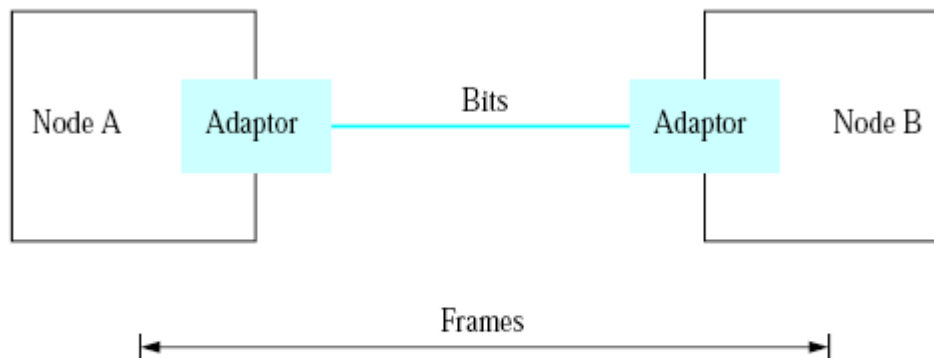 Bits
Node A
Adaptor
Adaptor
Node B
Frames